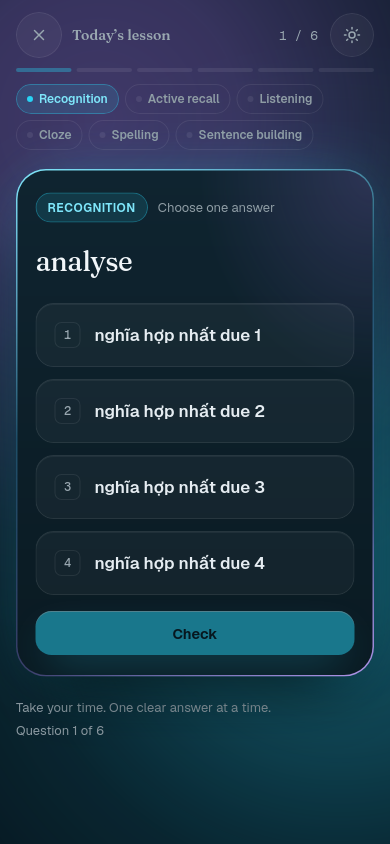 Today's lesson
1 / 6
Recognition
Active recall
Listening
Cloze
Spelling
Sentence building
RECOGNITION
Choose one answer
analyse
1 nghĩa hợp nhất due 1
2 nghĩa hợp nhất due 2
3 nghĩa hợp nhất due 3
4 nghĩa hợp nhất due 4
Check
Take your time. One clear answer at a time.
Question 1 of 6